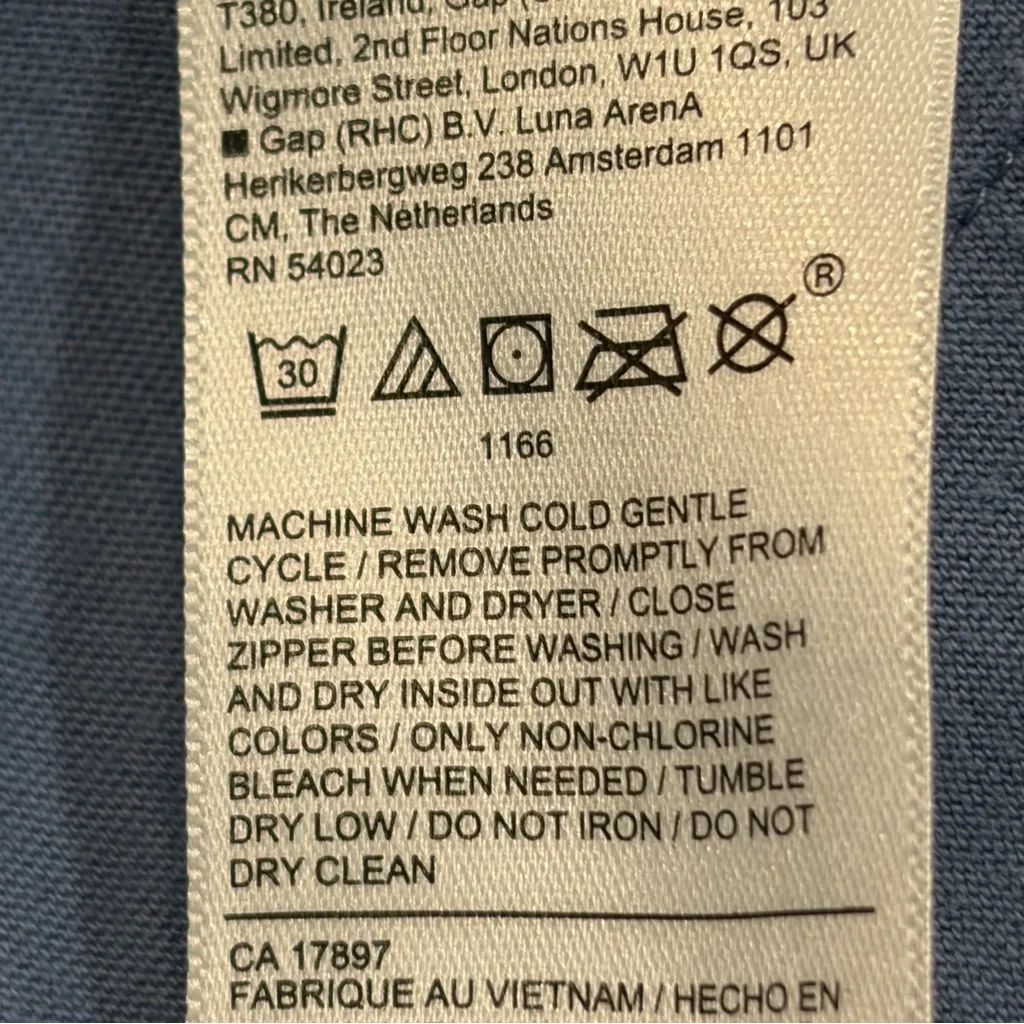 T380, Ireland, Gap
Limited, 2nd Floor Nations House, 103
Wigmore Street, London, W1U 1QS, UK
■ Gap (RHC) B.V. Luna ArenA
Herikerbergweg 238 Amsterdam 1101
CM, The Netherlands
RN 54023
®
30
1166
MACHINE WASH COLD GENTLE
CYCLE / REMOVE PROMPTLY FROM
WASHER AND DRYER / CLOSE
ZIPPER BEFORE WASHING / WASH
AND DRY INSIDE OUT WITH LIKE
COLORS / ONLY NON-CHLORINE
BLEACH WHEN NEEDED / TUMBLE
DRY LOW / DO NOT IRON / DO NOT
DRY CLEAN
CA 17897
FABRIQUE AU VIETNAM / HECHO EN